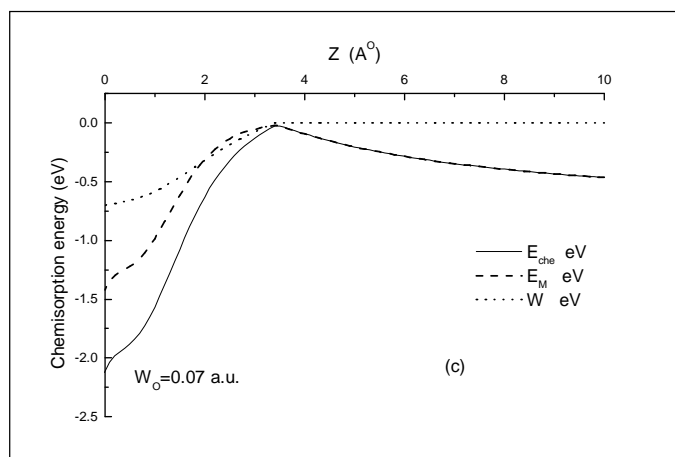 Z (A^O)
0 2 4 6 8 10
0.0
-0.5
-1.0
-1.5
-2.0
-2.5
Chemisorption energy (eV)
E_che eV
E_M eV
W eV
W_O=0.07 a.u.
(c)